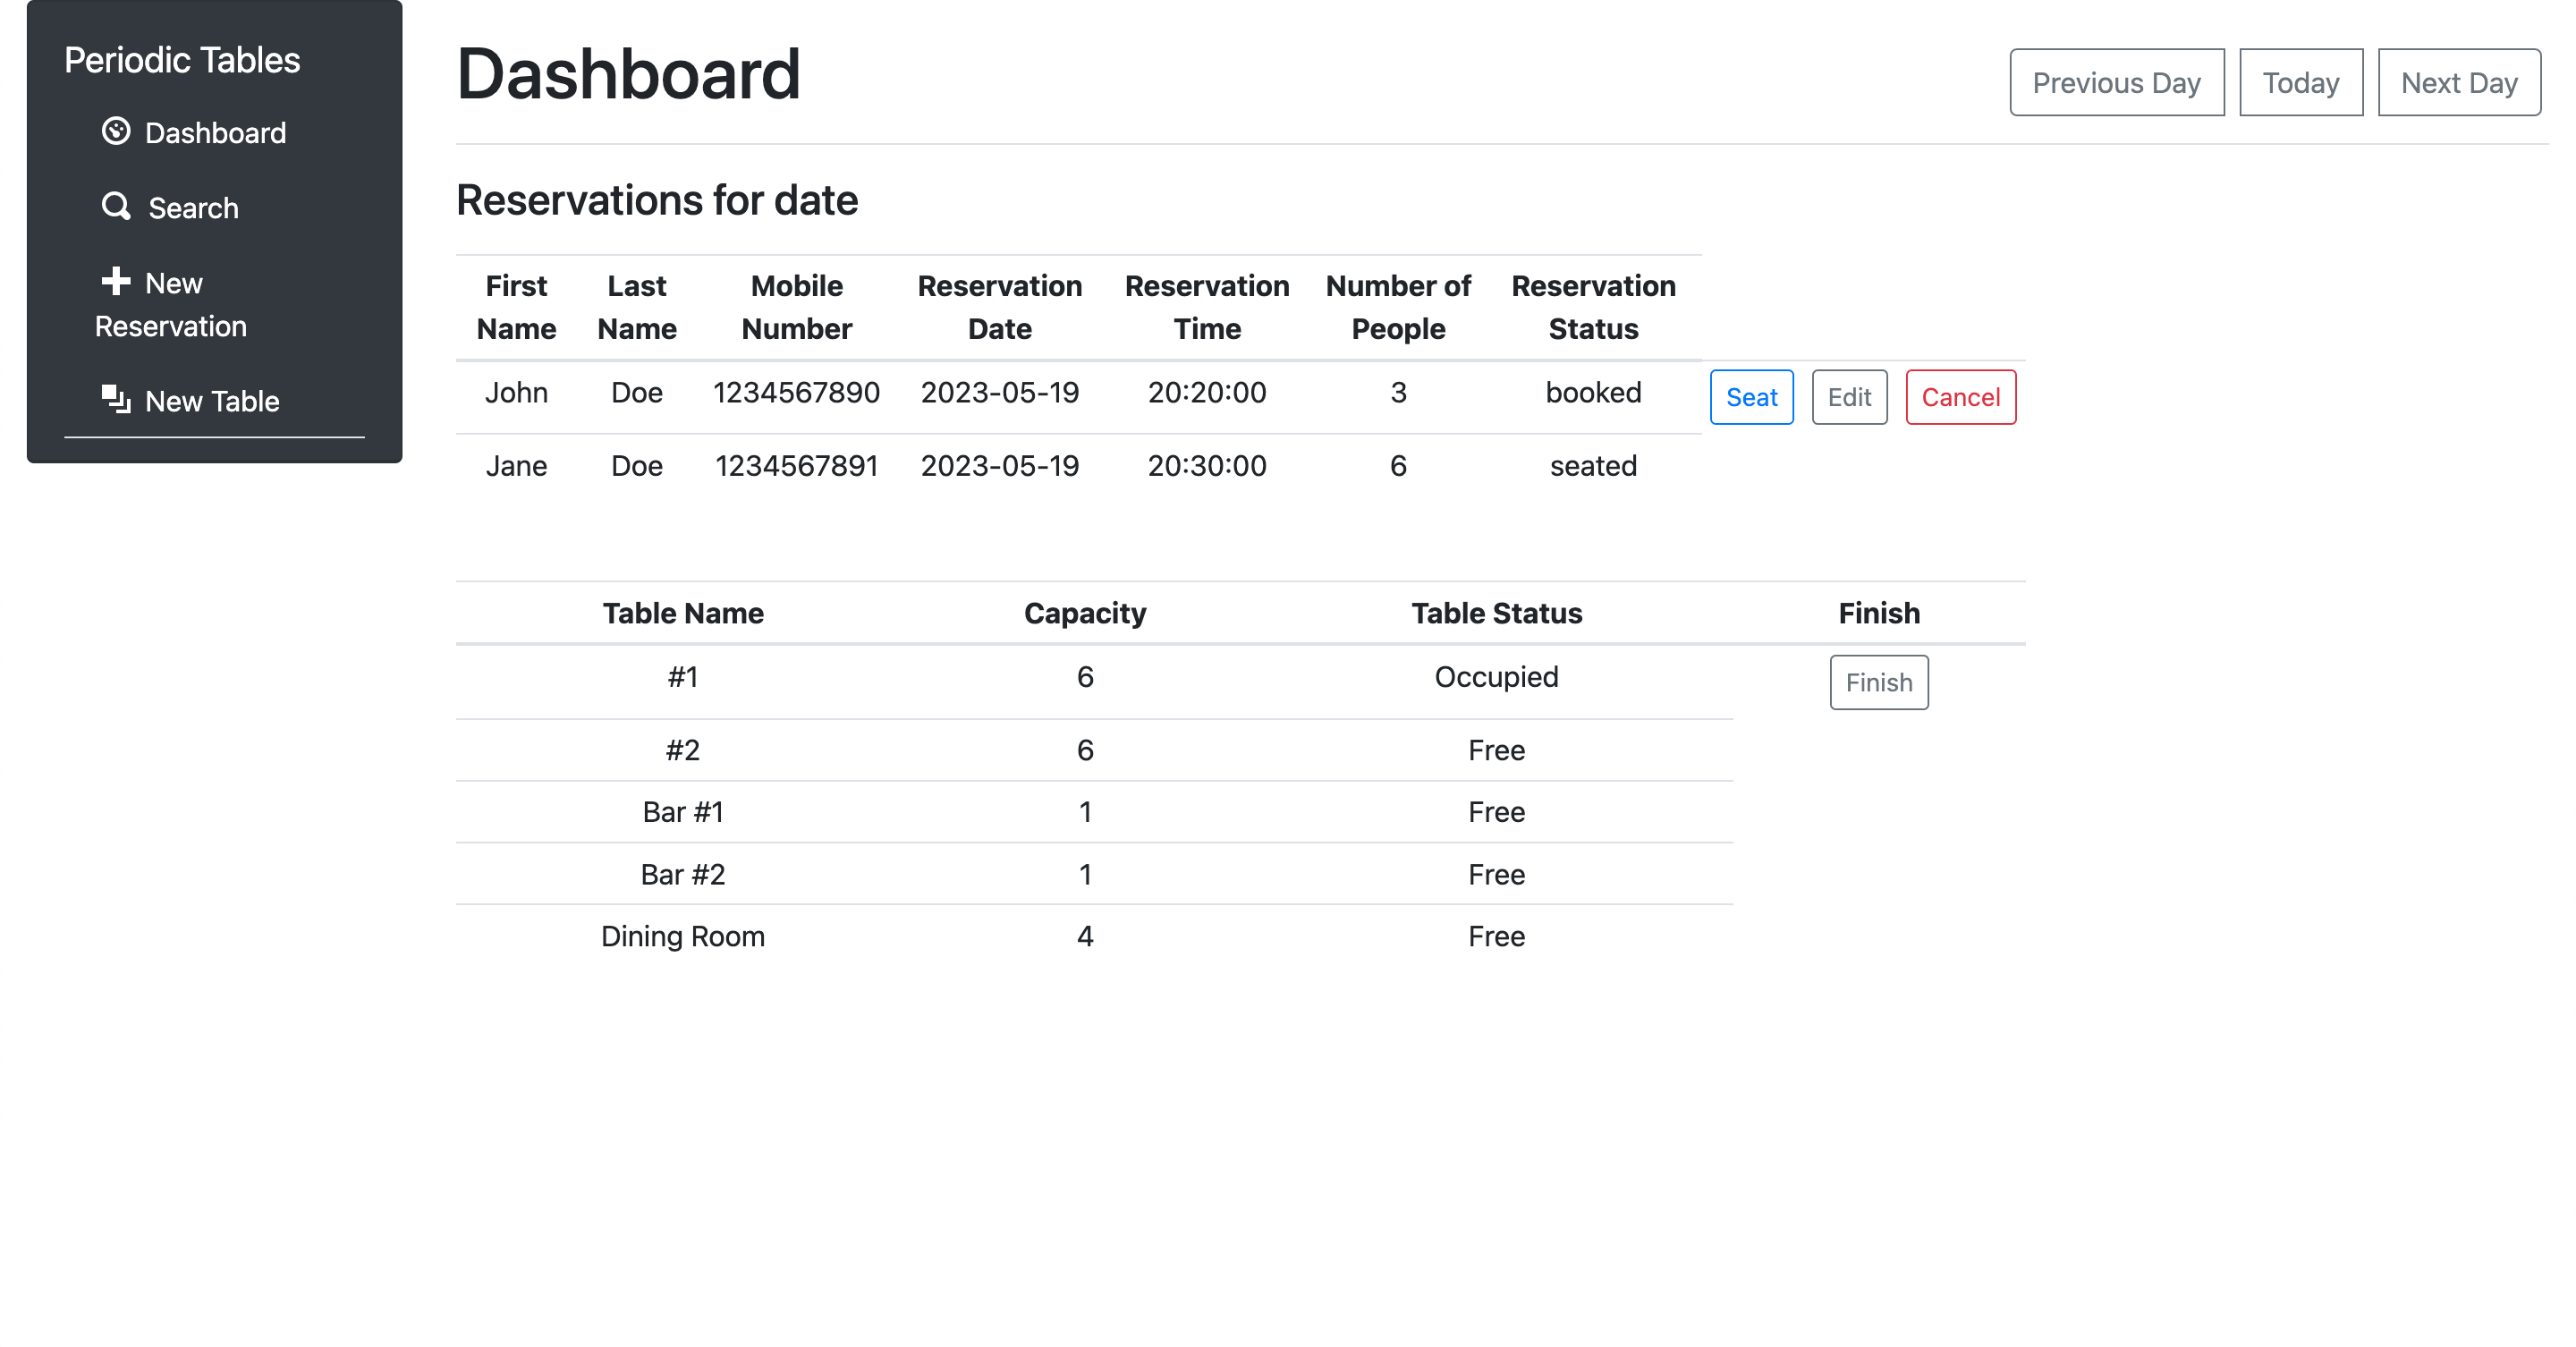 Periodic Tables
Dashboard
Search
New
Reservation
New Table
Dashboard
Previous Day Today Next Day
Reservations for date
First Name Last Name Mobile Number Reservation Date Reservation Time Number of People Reservation Status
John Doe 1234567890 2023-05-19 20:20:00 3 booked Seat Edit Cancel
Jane Doe 1234567891 2023-05-19 20:30:00 6 seated
Table Name Capacity Table Status Finish
#1 6 Occupied Finish
#2 6 Free
Bar #1 1 Free
Bar #2 1 Free
Dining Room 4 Free